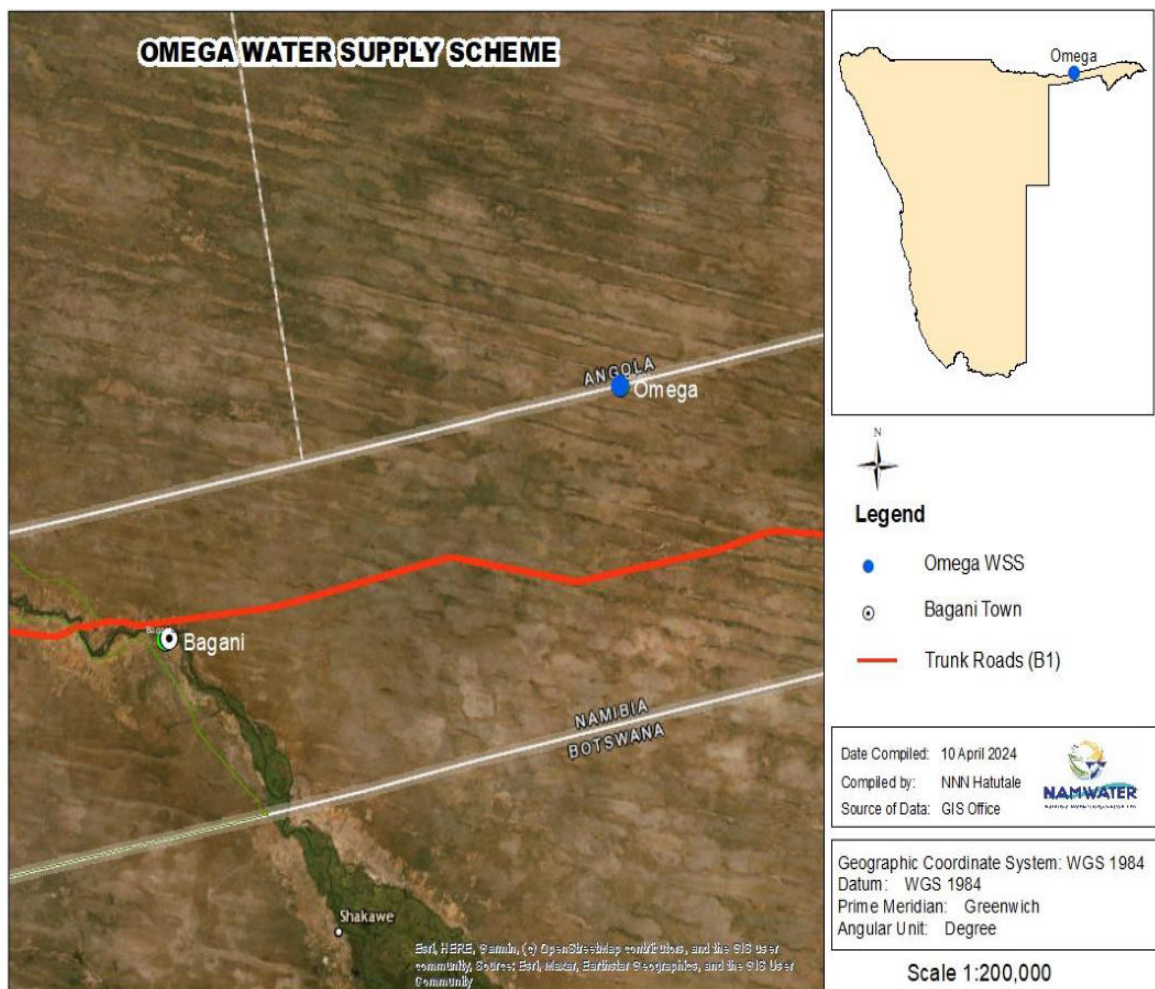 OMEGA WATER SUPPLY SCHEME
ANGOLA
Omega
Bagani
NAMIBIA
BOTSWANA
Shakawe
Esri, HERE, Garmin, (c) OpenStreetMap contributors, and the GIS user
community, Source: Esri, Maxar, Earthstar Geographics, and the GIS User
Community
Omega
N
Legend
Omega WSS
Bagani Town
Trunk Roads (B1)
Date Compiled: 10 April 2024
Compiled by: NNN Hatutale
Source of Data: GIS Office
NAMWATER
Geographic Coordinate System: WGS 1984
Datum: WGS 1984
Prime Meridian: Greenwich
Angular Unit: Degree
Scale 1:200,000